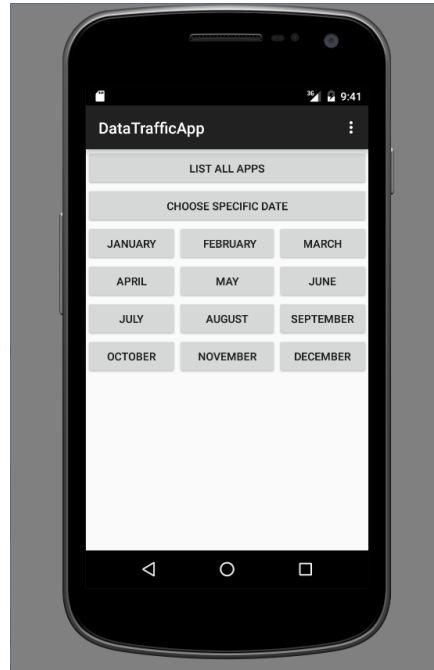 3G 9:41
DataTrafficApp
LIST ALL APPS
CHOOSE SPECIFIC DATE
JANUARY FEBRUARY MARCH
APRIL MAY JUNE
JULY AUGUST SEPTEMBER
OCTOBER NOVEMBER DECEMBER